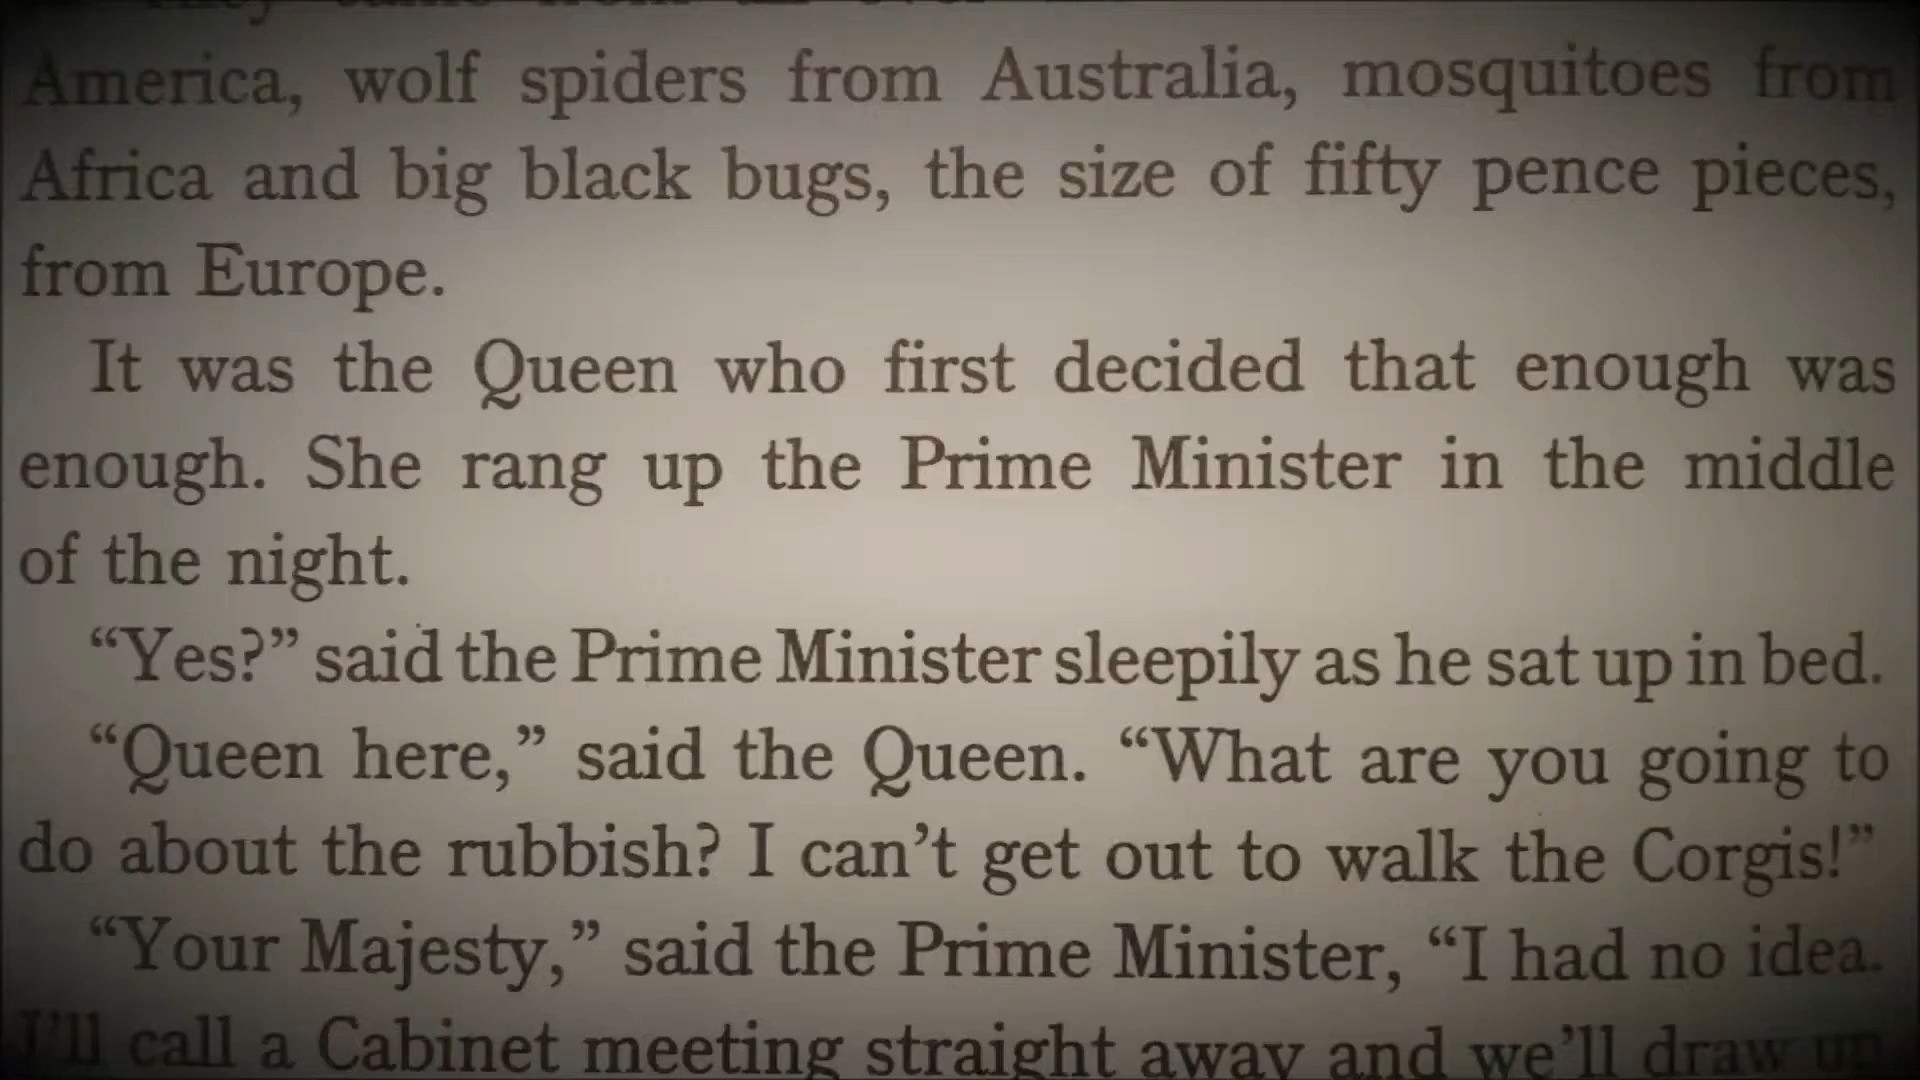 America, wolf spiders from Australia, mosquitoes from
Africa and big black bugs, the size of fifty pence pieces,
from Europe.
It was the Queen who first decided that enough was
enough. She rang up the Prime Minister in the middle
of the night.
“Yes?” said the Prime Minister sleepily as he sat up in bed.
“Queen here,” said the Queen. “What are you going to
do about the rubbish? I can’t get out to walk the Corgis!”
“Your Majesty,” said the Prime Minister, “I had no idea.
I’ll call a Cabinet meeting straight away and we’ll draw up